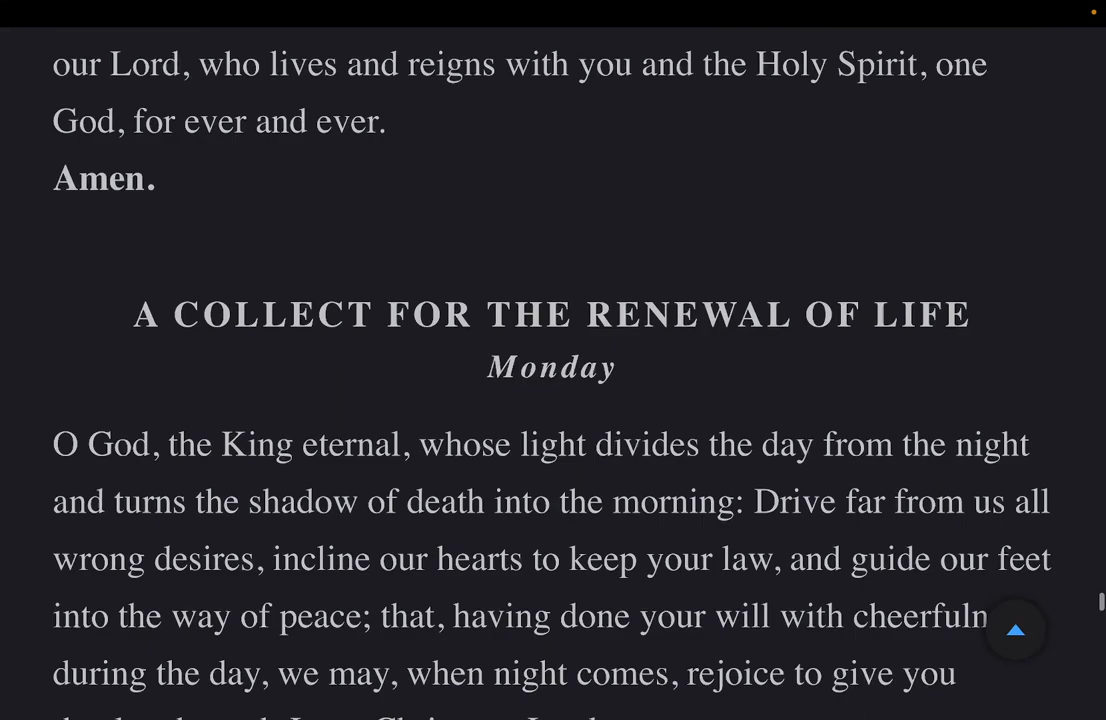 our Lord, who lives and reigns with you and the Holy Spirit, one
God, for ever and ever.
Amen.
A COLLECT FOR THE RENEWAL OF LIFE
Monday
O God, the King eternal, whose light divides the day from the night
and turns the shadow of death into the morning: Drive far from us all
wrong desires, incline our hearts to keep your law, and guide our feet
into the way of peace; that, having done your will with cheerfuln
during the day, we may, when night comes, rejoice to give you